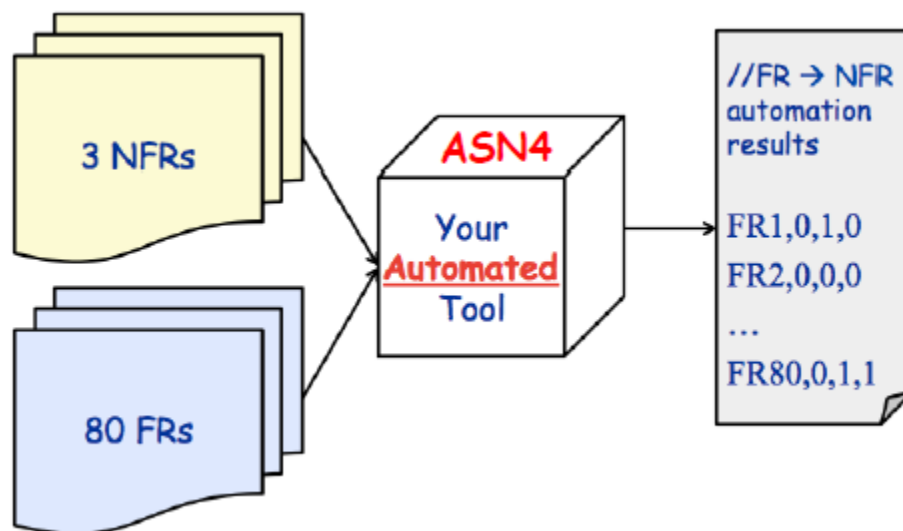 3 NFRs
80 FRs
ASN4
Your
Automated
Tool
//FR → NFR
automation
results
FR1,0,1,0
FR2,0,0,0
...
FR80,0,1,1